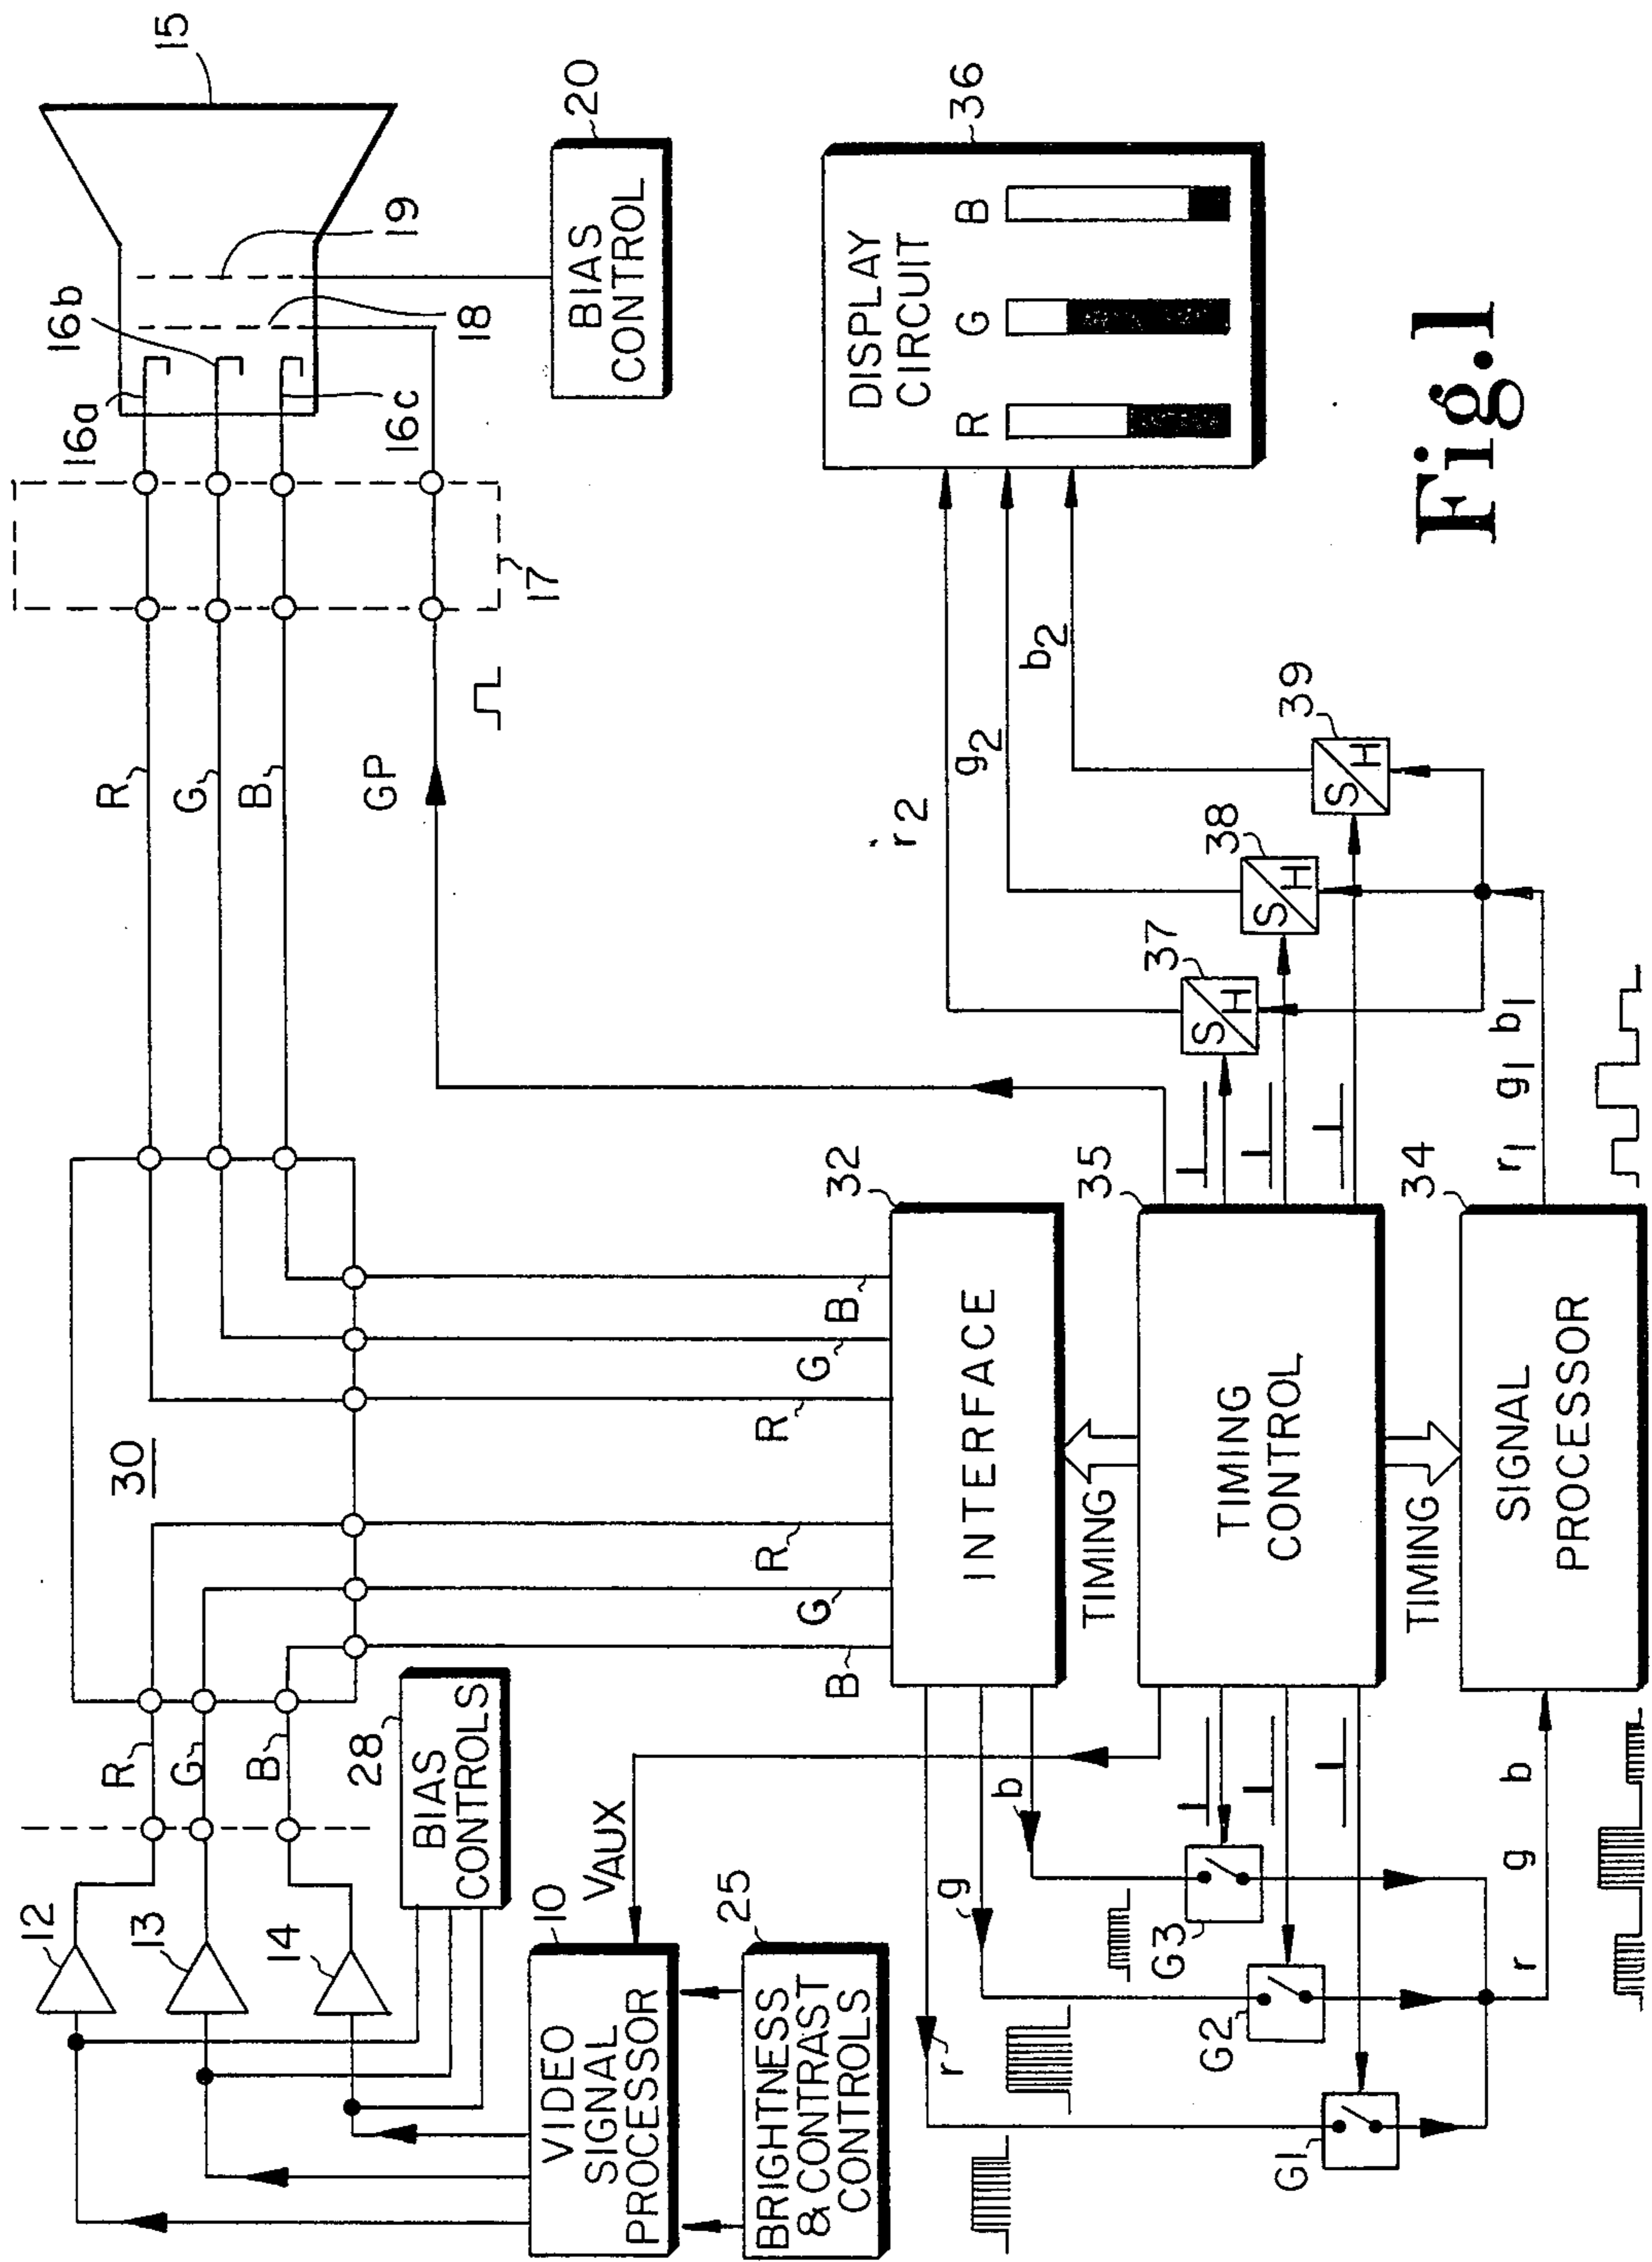 15
16a
16b
19
18
16c
17
BIAS
CONTROL
20
R
G
B
GP
30
12
13
14
R
G
B
28
BIAS
CONTROLS
VAUX
10
VIDEO
SIGNAL
PROCESSOR
25
BRIGHTNESS
& CONTRAST
CONTROLS
B
G
R
R
G
B
32
INTERFACE
TIMING
35
TIMING
CONTROL
TIMING
34
SIGNAL
PROCESSOR
r
g
b
G1
G2
G3
r g b
r1 g1 b1
37
S
H
38
S
H
39
S
H
r2
g2
b2
36
DISPLAY
CIRCUIT
R G B
Fig.1